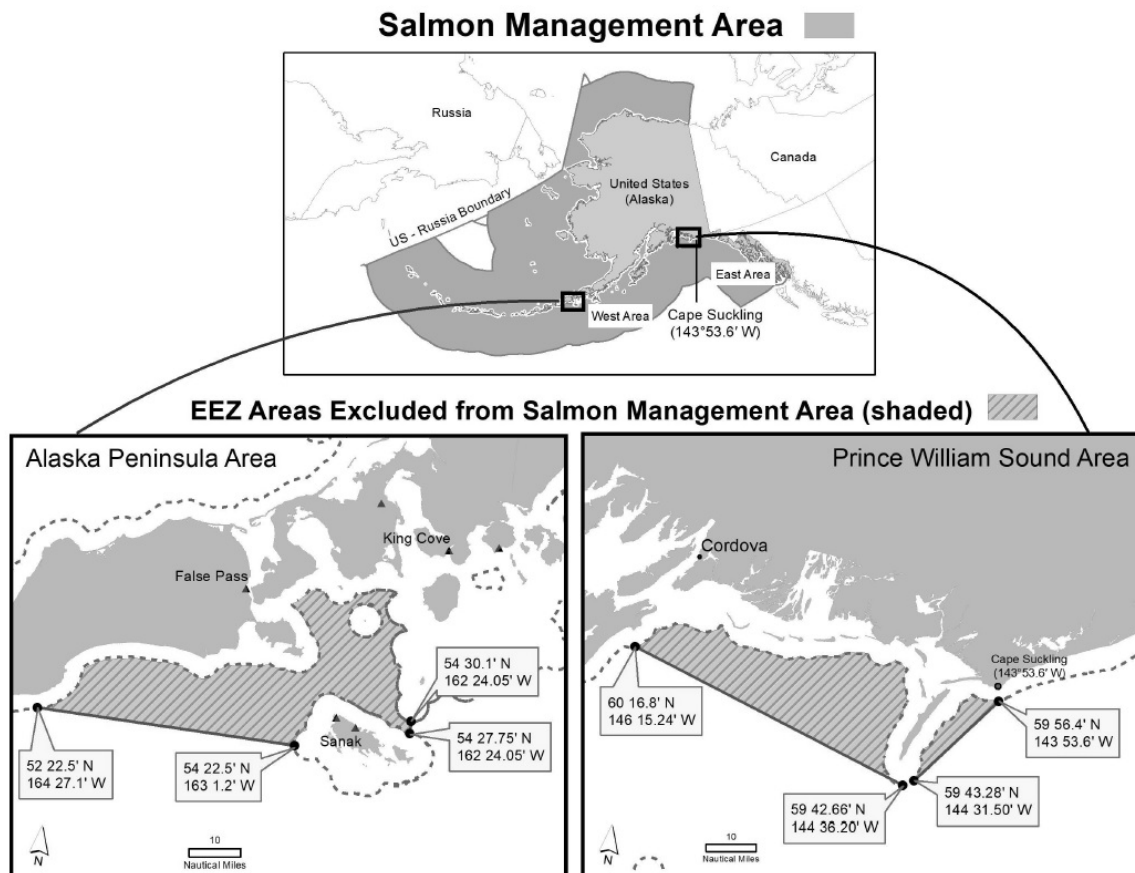 Salmon Management Area
Russia
Canada
United States
(Alaska)
US - Russia Boundary
East Area
West Area
Cape Suckling
(143°53.6' W)
EEZ Areas Excluded from Salmon Management Area (shaded)
Alaska Peninsula Area
King Cove
False Pass
54 30.1' N
162 24.05' W
Sanak
52 22.5' N
164 27.1' W
54 22.5' N
163 1.2' W
54 27.75' N
162 24.05' W
N
10
Nautical Miles
Prince William Sound Area
Cordova
Cape Suckling
(143°53.6' W)
60 16.8' N
146 15.24' W
59 56.4' N
143 53.6' W
59 42.66' N
144 36.20' W
59 43.28' N
144 31.50' W
N
10
Nautical Miles